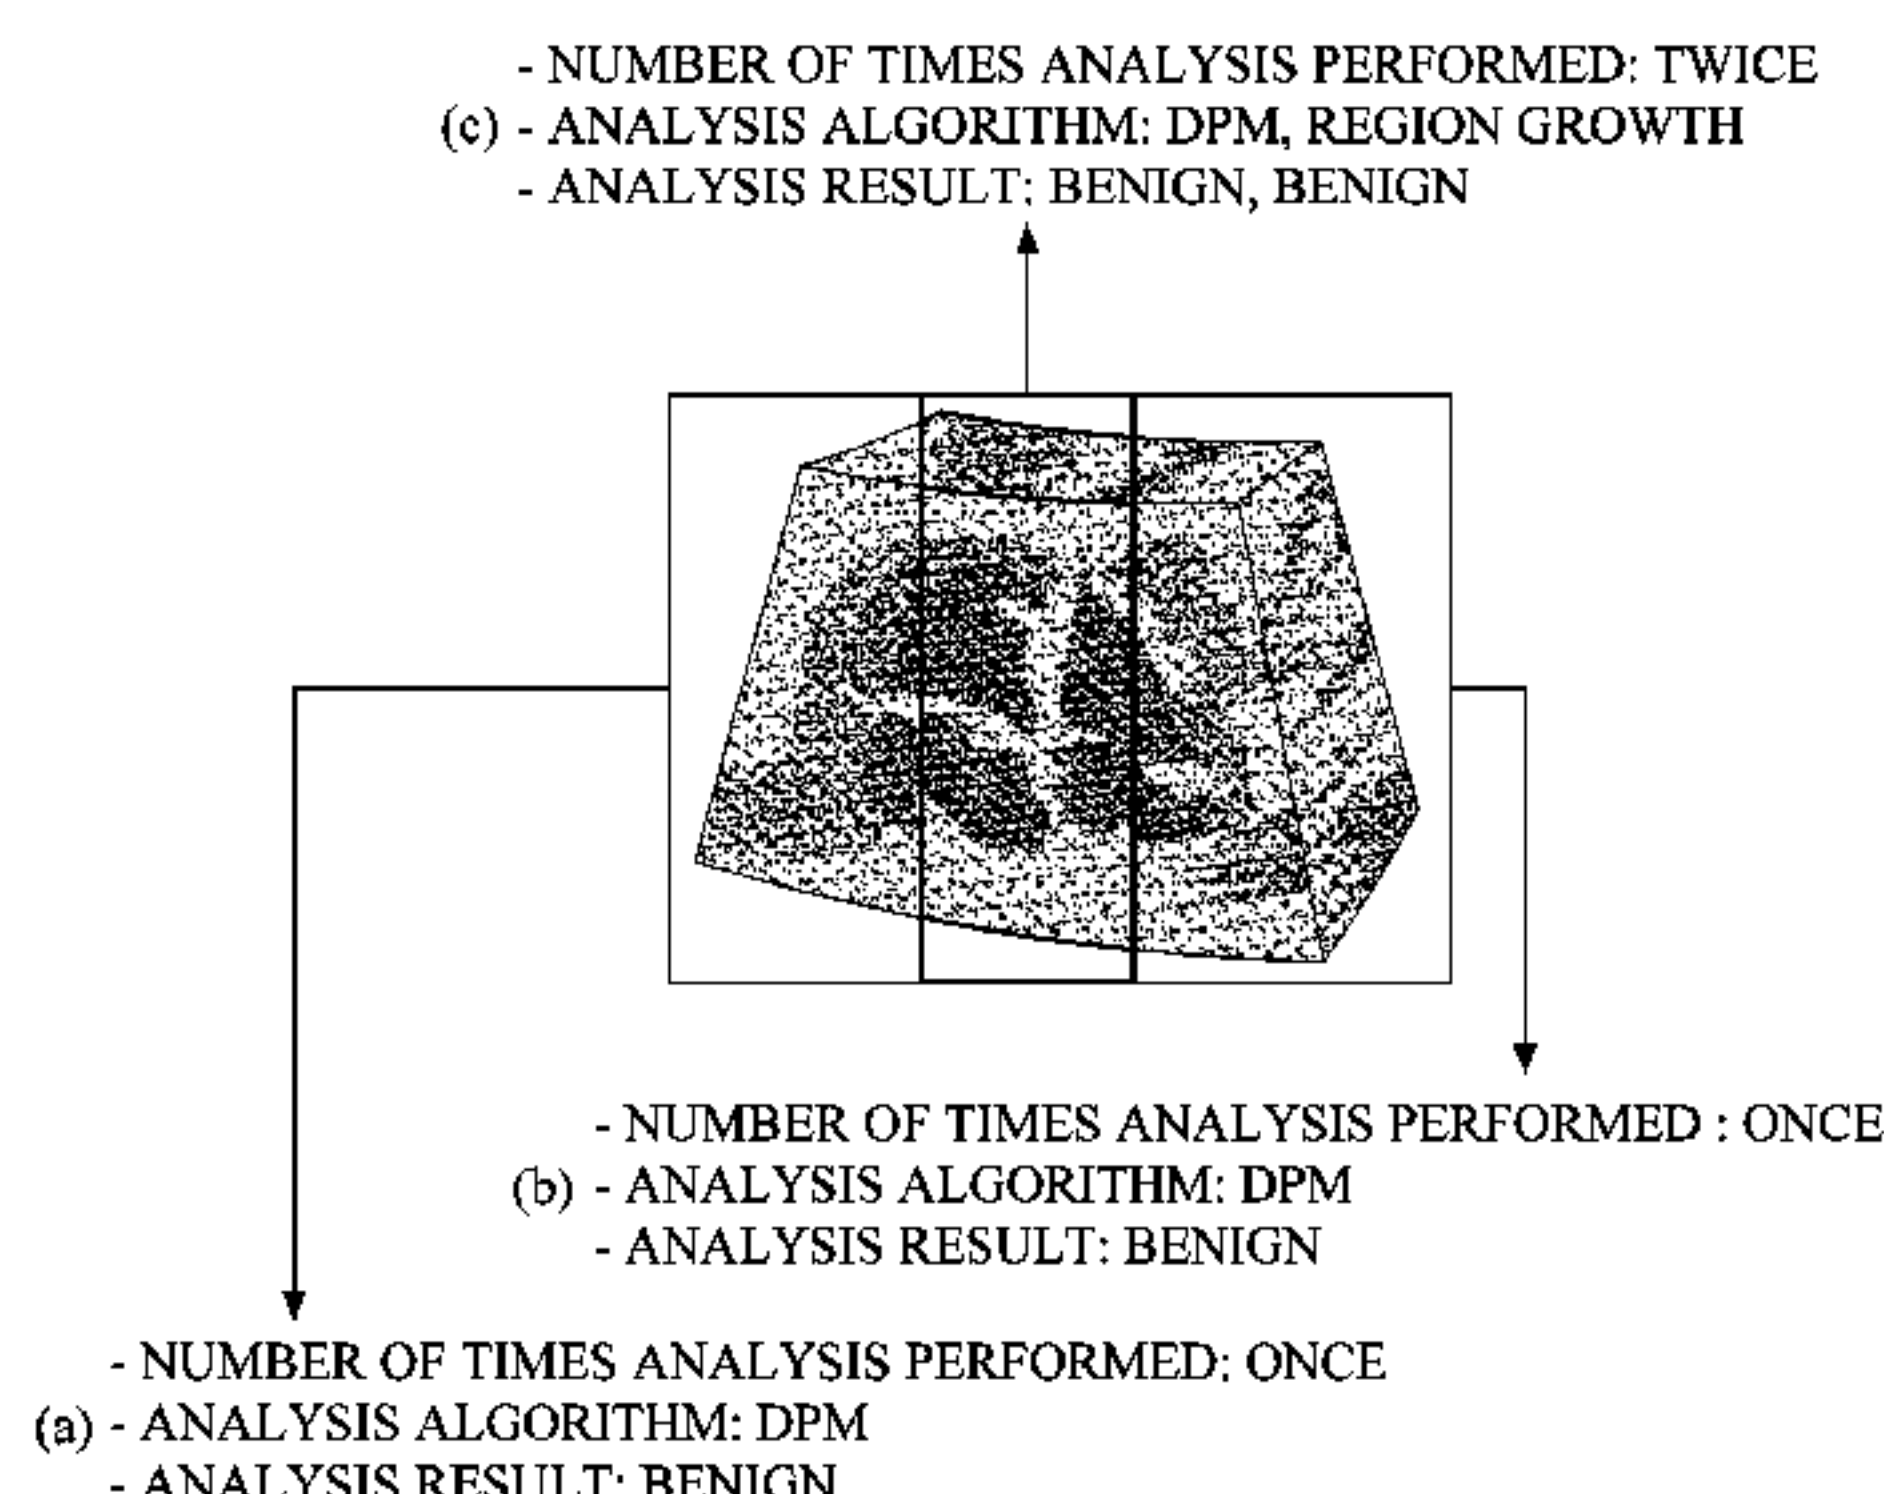 - NUMBER OF TIMES ANALYSIS PERFORMED: TWICE
(c) - ANALYSIS ALGORITHM: DPM, REGION GROWTH
- ANALYSIS RESULT: BENIGN, BENIGN
- NUMBER OF TIMES ANALYSIS PERFORMED : ONCE
(b) - ANALYSIS ALGORITHM: DPM
- ANALYSIS RESULT: BENIGN
- NUMBER OF TIMES ANALYSIS PERFORMED: ONCE
(a) - ANALYSIS ALGORITHM: DPM
- ANALYSIS RESULT: BENIGN